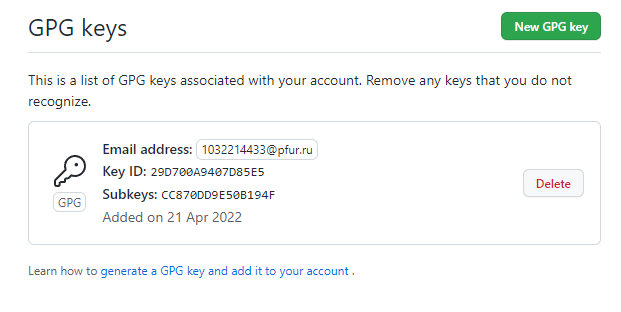 GPG keys
New GPG key
This is a list of GPG keys associated with your account. Remove any keys that you do not
recognize.
Email address: 1032214433@pfur.ru
Key ID: 29D700A9407D85E5
GPG
Subkeys: CC870DD9E50B194F
Added on 21 Apr 2022
Delete
Learn how to generate a GPG key and add it to your account .